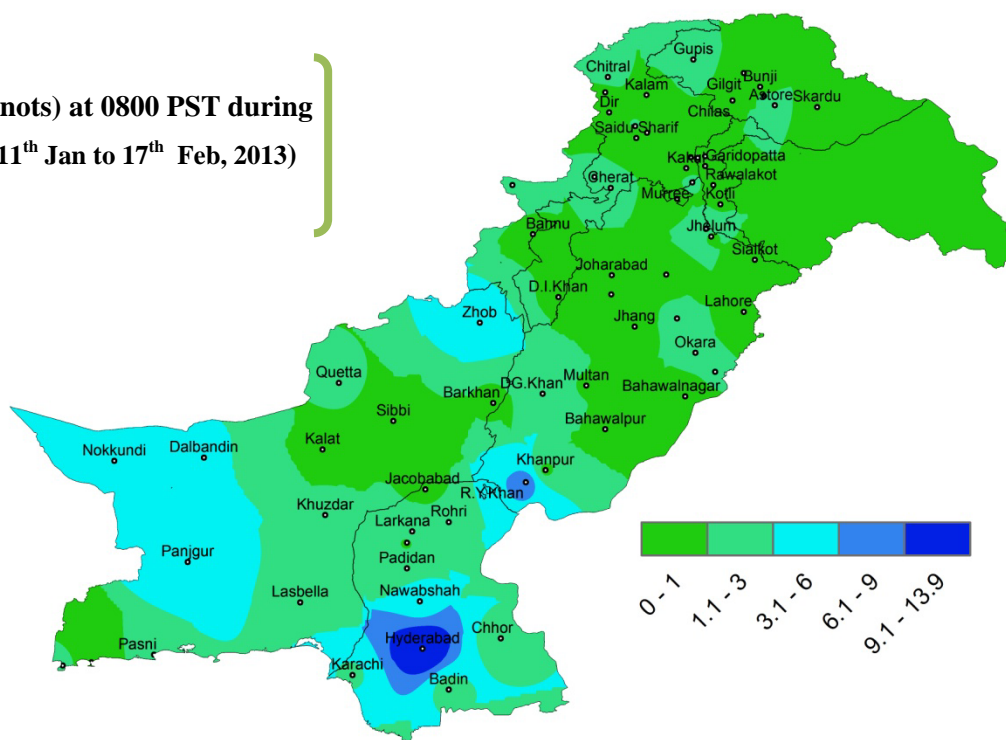 nots) at 0800 PST during
11th Jan to 17th Feb, 2013)
Gupis
Chitral
Bunji
Gilgit
Kalam
Astore Skardu
Dir
Chilas
Saidu Sharif
Garidopatta
Rawalakot
Cherat
Murree Kotli
Bannu
Jhelum
Sialkot
Joharabad
D.I.Khan
Lahore
Zhob
Jhang
Okara
Quetta
DG.Khan Multan
Barkhan
Bahawalnagar
Sibbi
Bahawalpur
Kalat
Nokkundi Dalbandin
Khanpur
Jacobabad
R.Y.Khan
Khuzdar
Rohri
Larkana
Panjgur
Padidan
Lasbella
Nawabshah
Chhor
Pasni
Hyderabad
Karachi
Badin
0 - 1
1.1 - 3
3.1 - 6
6.1 - 9
9.1 - 13.9